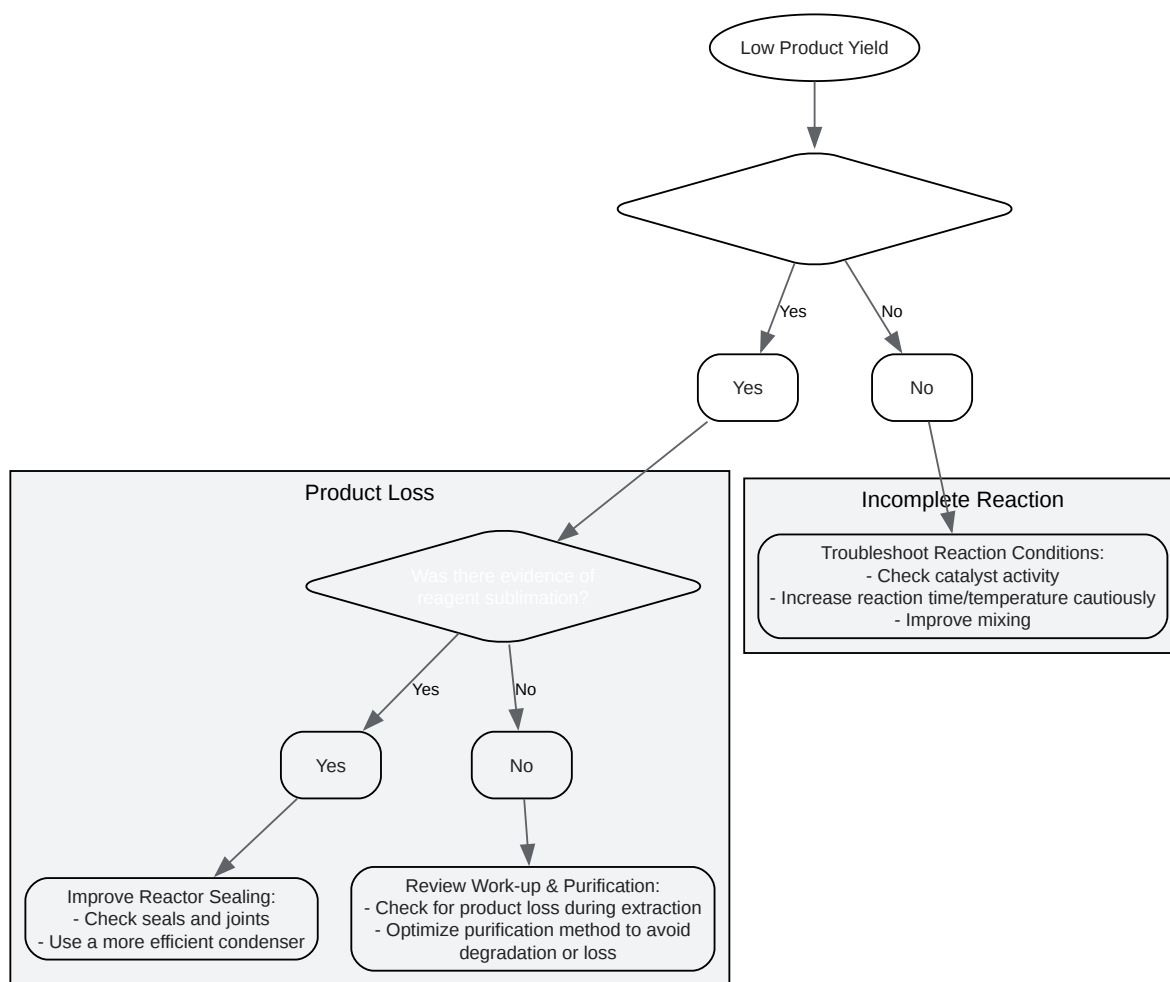 Low Product Yield
Yes
No
Yes
No
Product Loss
Incomplete Reaction
Was there evidence of
reagent sublimation?
Troubleshoot Reaction Conditions:
- Check catalyst activity
- Increase reaction time/temperature cautiously
- Improve mixing
Yes
No
Yes
No
Improve Reactor Sealing:
- Check seals and joints
- Use a more efficient condenser
Review Work-up & Purification:
- Check for product loss during extraction
- Optimize purification method to avoid
degradation or loss